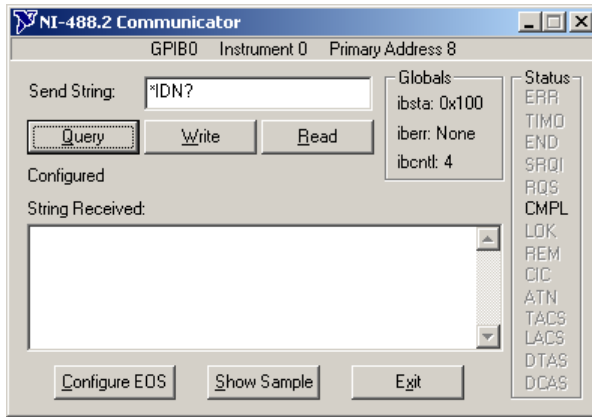 NI-488.2 Communicator
GPIB0 Instrument 0 Primary Address 8
Send String: *IDN?
Query Write Read
Configured
String Received:
Configure EOS Show Sample Exit
Globals
ibsta: 0x100
iberr: None
ibcntl: 4
Status
ERR
TIMO
END
SRQI
RQS
CMPL
LOK
REM
CIC
ATN
TACS
LACS
DTAS
DCAS